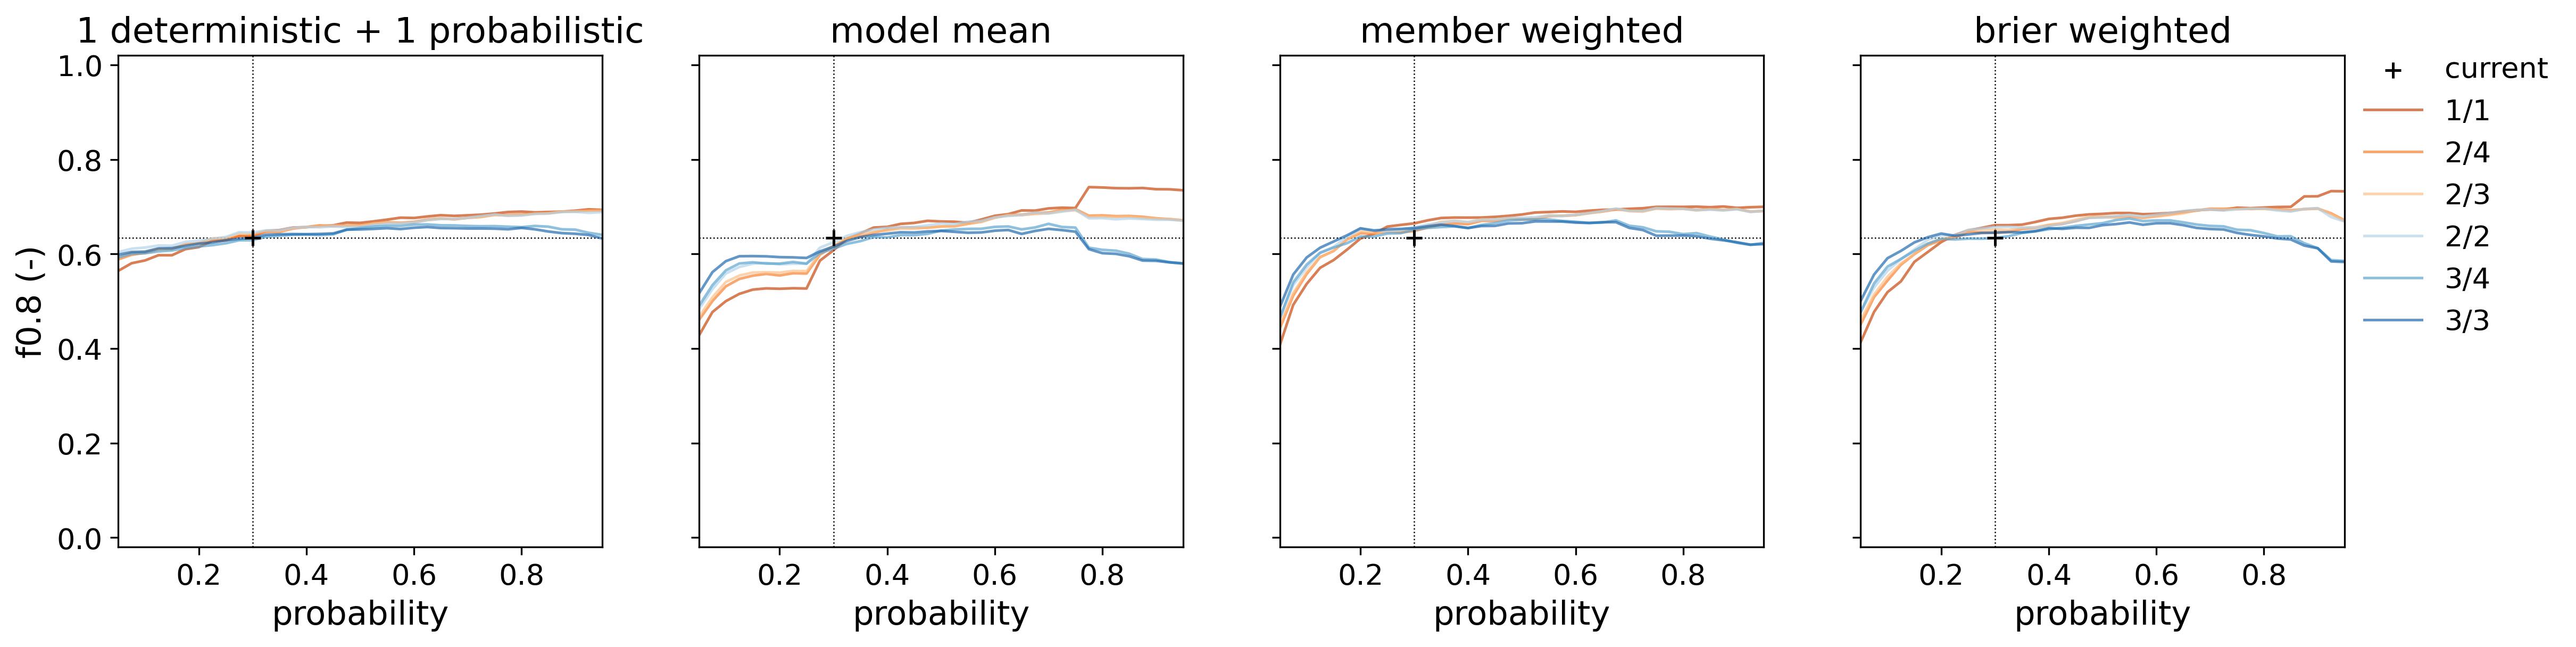 1 deterministic + 1 probabilistic
model mean
member weighted
brier weighted
f0.8 (-)
1.0
0.8
0.6
0.4
0.2
0.0
0.2 0.4 0.6 0.8
0.2 0.4 0.6 0.8
0.2 0.4 0.6 0.8
0.2 0.4 0.6 0.8
probability
probability
probability
probability
current
1/1
2/4
2/3
2/2
3/4
3/3